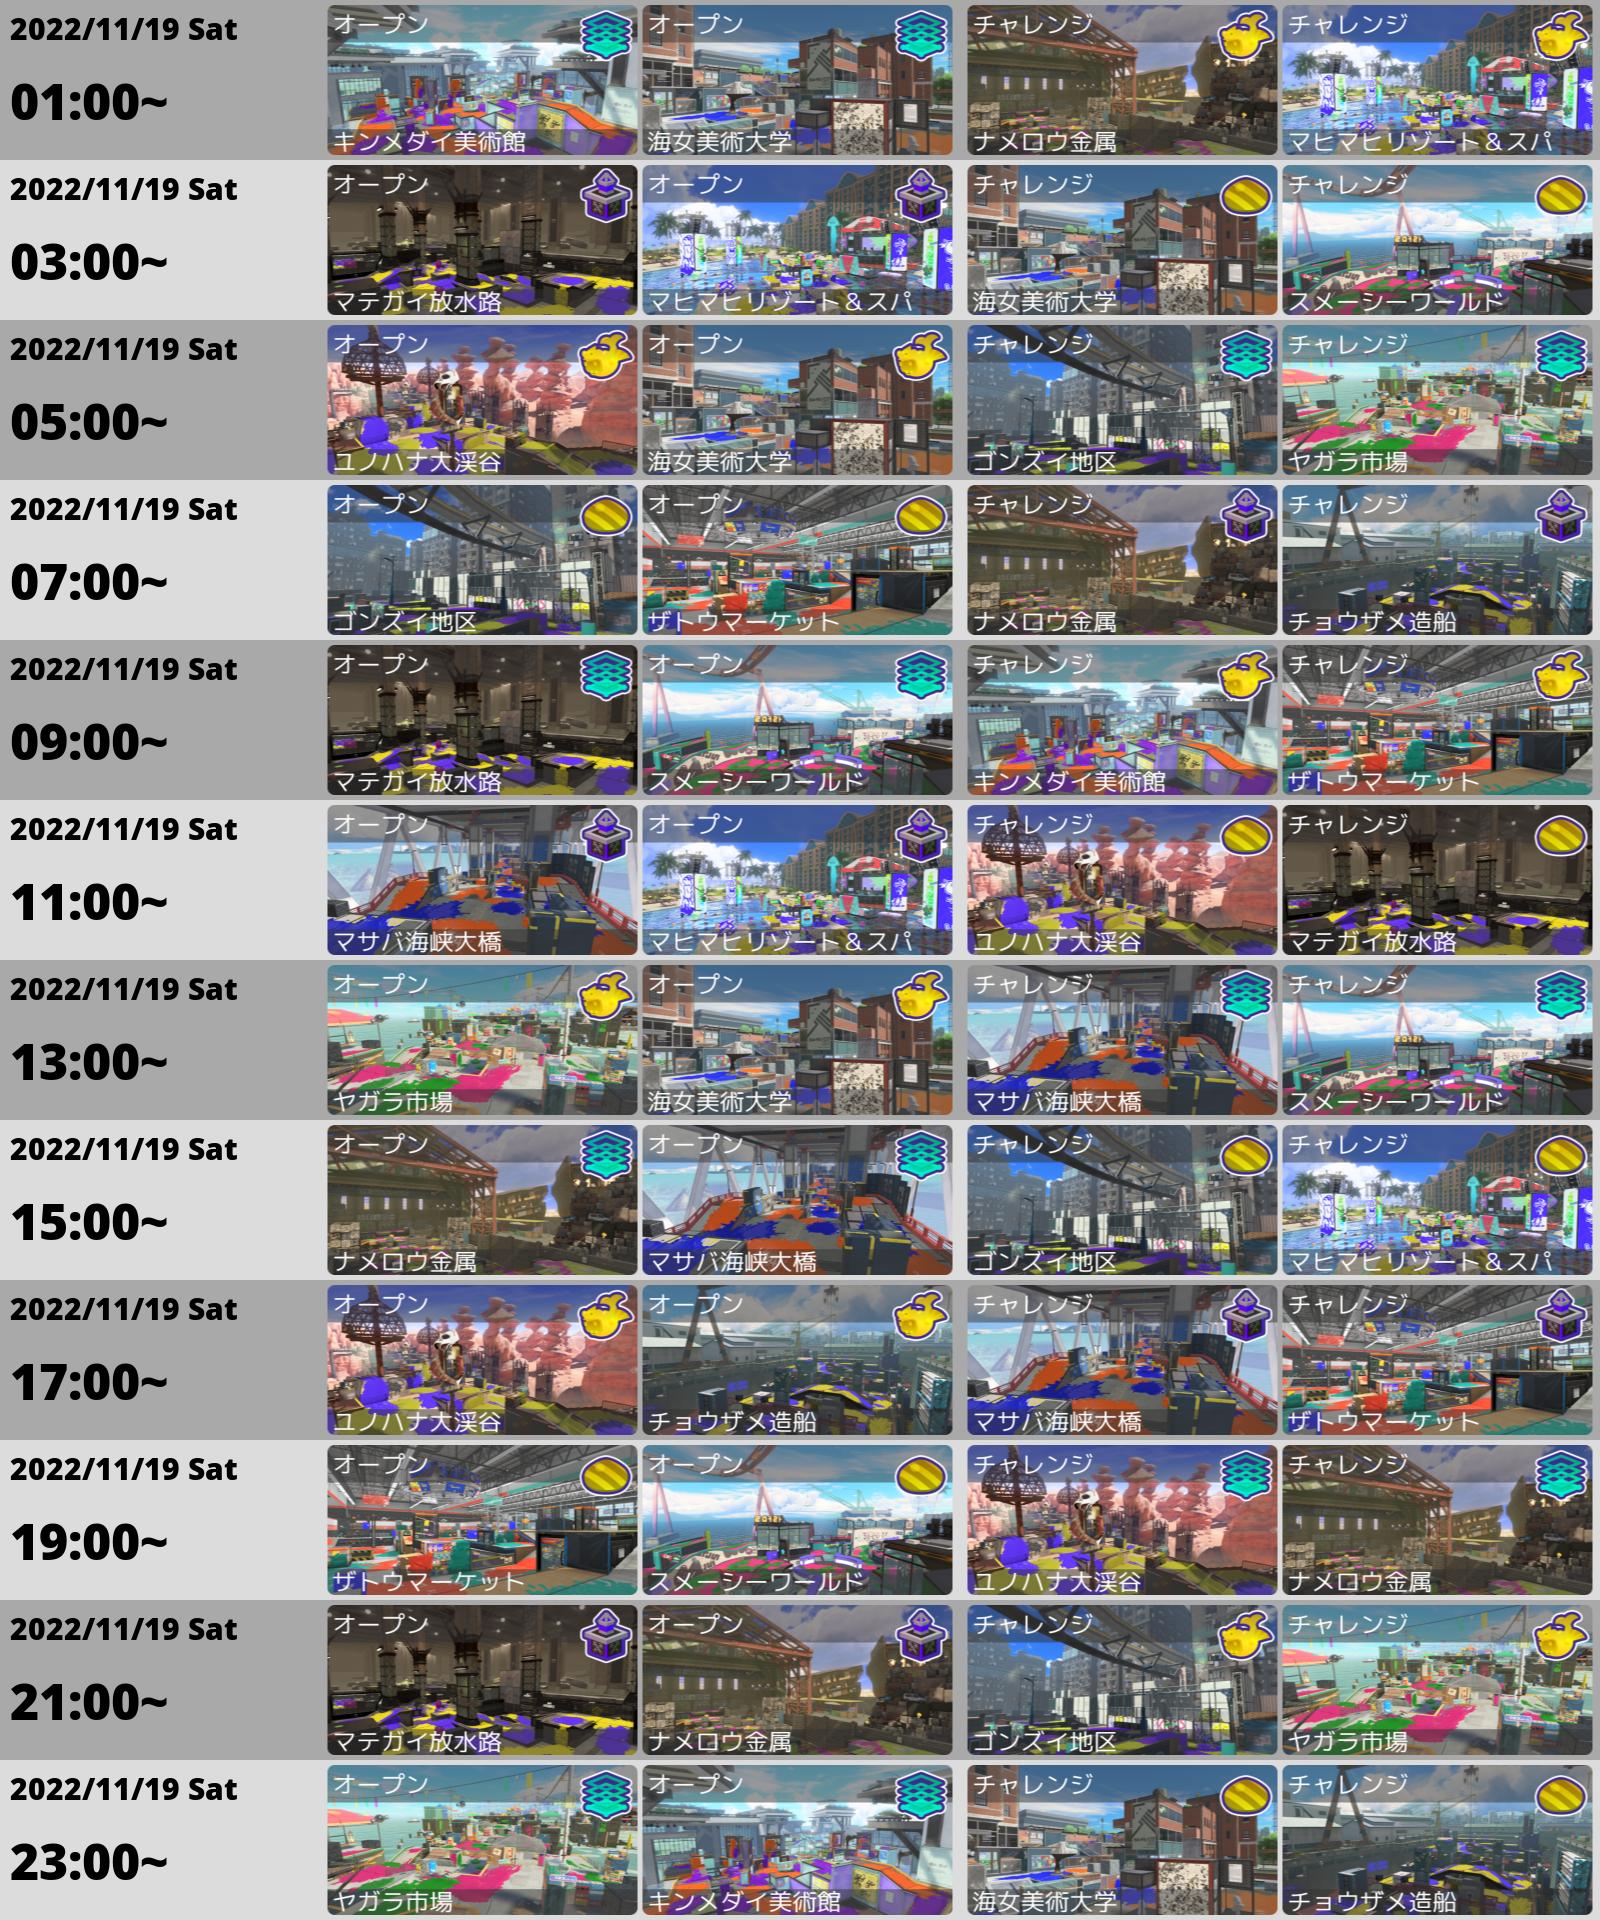 2022/11/19 Sat
01:00~
オープン
キンメダイ美術館
オープン
海女美術大学
チャレンジ
ナメロウ金属
チャレンジ
マヒマヒリゾート＆スパ
2022/11/19 Sat
03:00~
オープン
マテガイ放水路
オープン
マヒマヒリゾート＆スパ
チャレンジ
海女美術大学
チャレンジ
スメーシーワールド
2022/11/19 Sat
05:00~
オープン
ユノハナ大渓谷
オープン
海女美術大学
チャレンジ
ゴンズイ地区
チャレンジ
ヤガラ市場
2022/11/19 Sat
07:00~
オープン
ゴンズイ地区
オープン
ザトウマーケット
チャレンジ
ナメロウ金属
チャレンジ
チョウザメ造船
2022/11/19 Sat
09:00~
オープン
マテガイ放水路
オープン
スメーシーワールド
チャレンジ
キンメダイ美術館
チャレンジ
ザトウマーケット
2022/11/19 Sat
11:00~
オープン
マサバ海峡大橋
オープン
マヒマヒリゾート＆スパ
チャレンジ
ユノハナ大渓谷
チャレンジ
マテガイ放水路
2022/11/19 Sat
13:00~
オープン
ヤガラ市場
オープン
海女美術大学
チャレンジ
マサバ海峡大橋
チャレンジ
スメーシーワールド
2022/11/19 Sat
15:00~
オープン
ナメロウ金属
オープン
マサバ海峡大橋
チャレンジ
ゴンズイ地区
チャレンジ
マヒマヒリゾート＆スパ
2022/11/19 Sat
17:00~
オープン
ユノハナ大渓谷
オープン
チョウザメ造船
チャレンジ
マサバ海峡大橋
チャレンジ
ザトウマーケット
2022/11/19 Sat
19:00~
オープン
ザトウマーケット
オープン
スメーシーワールド
チャレンジ
ユノハナ大渓谷
チャレンジ
ナメロウ金属
2022/11/19 Sat
21:00~
オープン
マテガイ放水路
オープン
ナメロウ金属
チャレンジ
ゴンズイ地区
チャレンジ
ヤガラ市場
2022/11/19 Sat
23:00~
オープン
ヤガラ市場
オープン
キンメダイ美術館
チャレンジ
海女美術大学
チャレンジ
チョウザメ造船